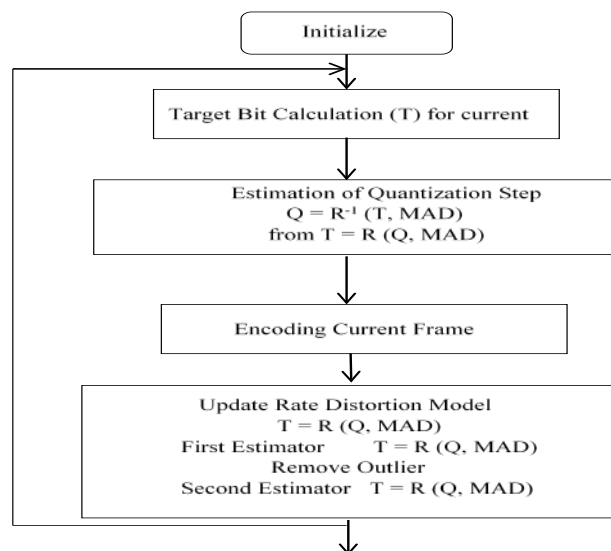 Initialize
Target Bit Calculation (T) for current
Estimation of Quantization Step
Q = R⁻¹ (T, MAD)
from T = R (Q, MAD)
Encoding Current Frame
Update Rate Distortion Model
T = R (Q, MAD)
First Estimator T = R (Q, MAD)
Remove Outlier
Second Estimator T = R (Q, MAD)